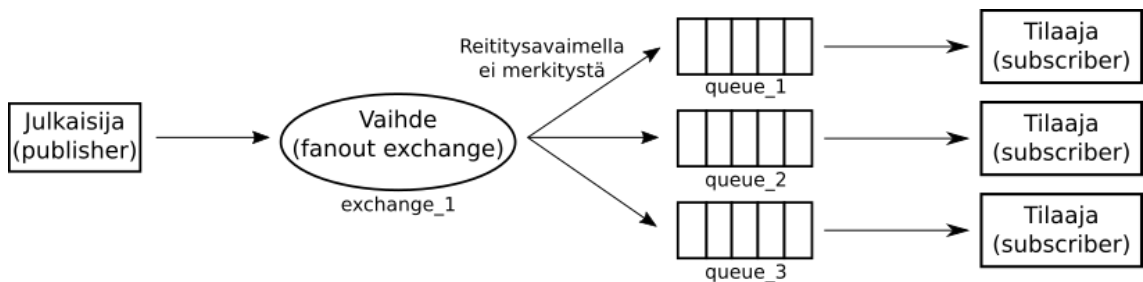 Julkaisija
(publisher)
Vaihde
(fanout exchange)
exchange_1
Reititysavaimella
ei merkitystä
queue_1
Tilaaja
(subscriber)
queue_2
Tilaaja
(subscriber)
queue_3
Tilaaja
(subscriber)